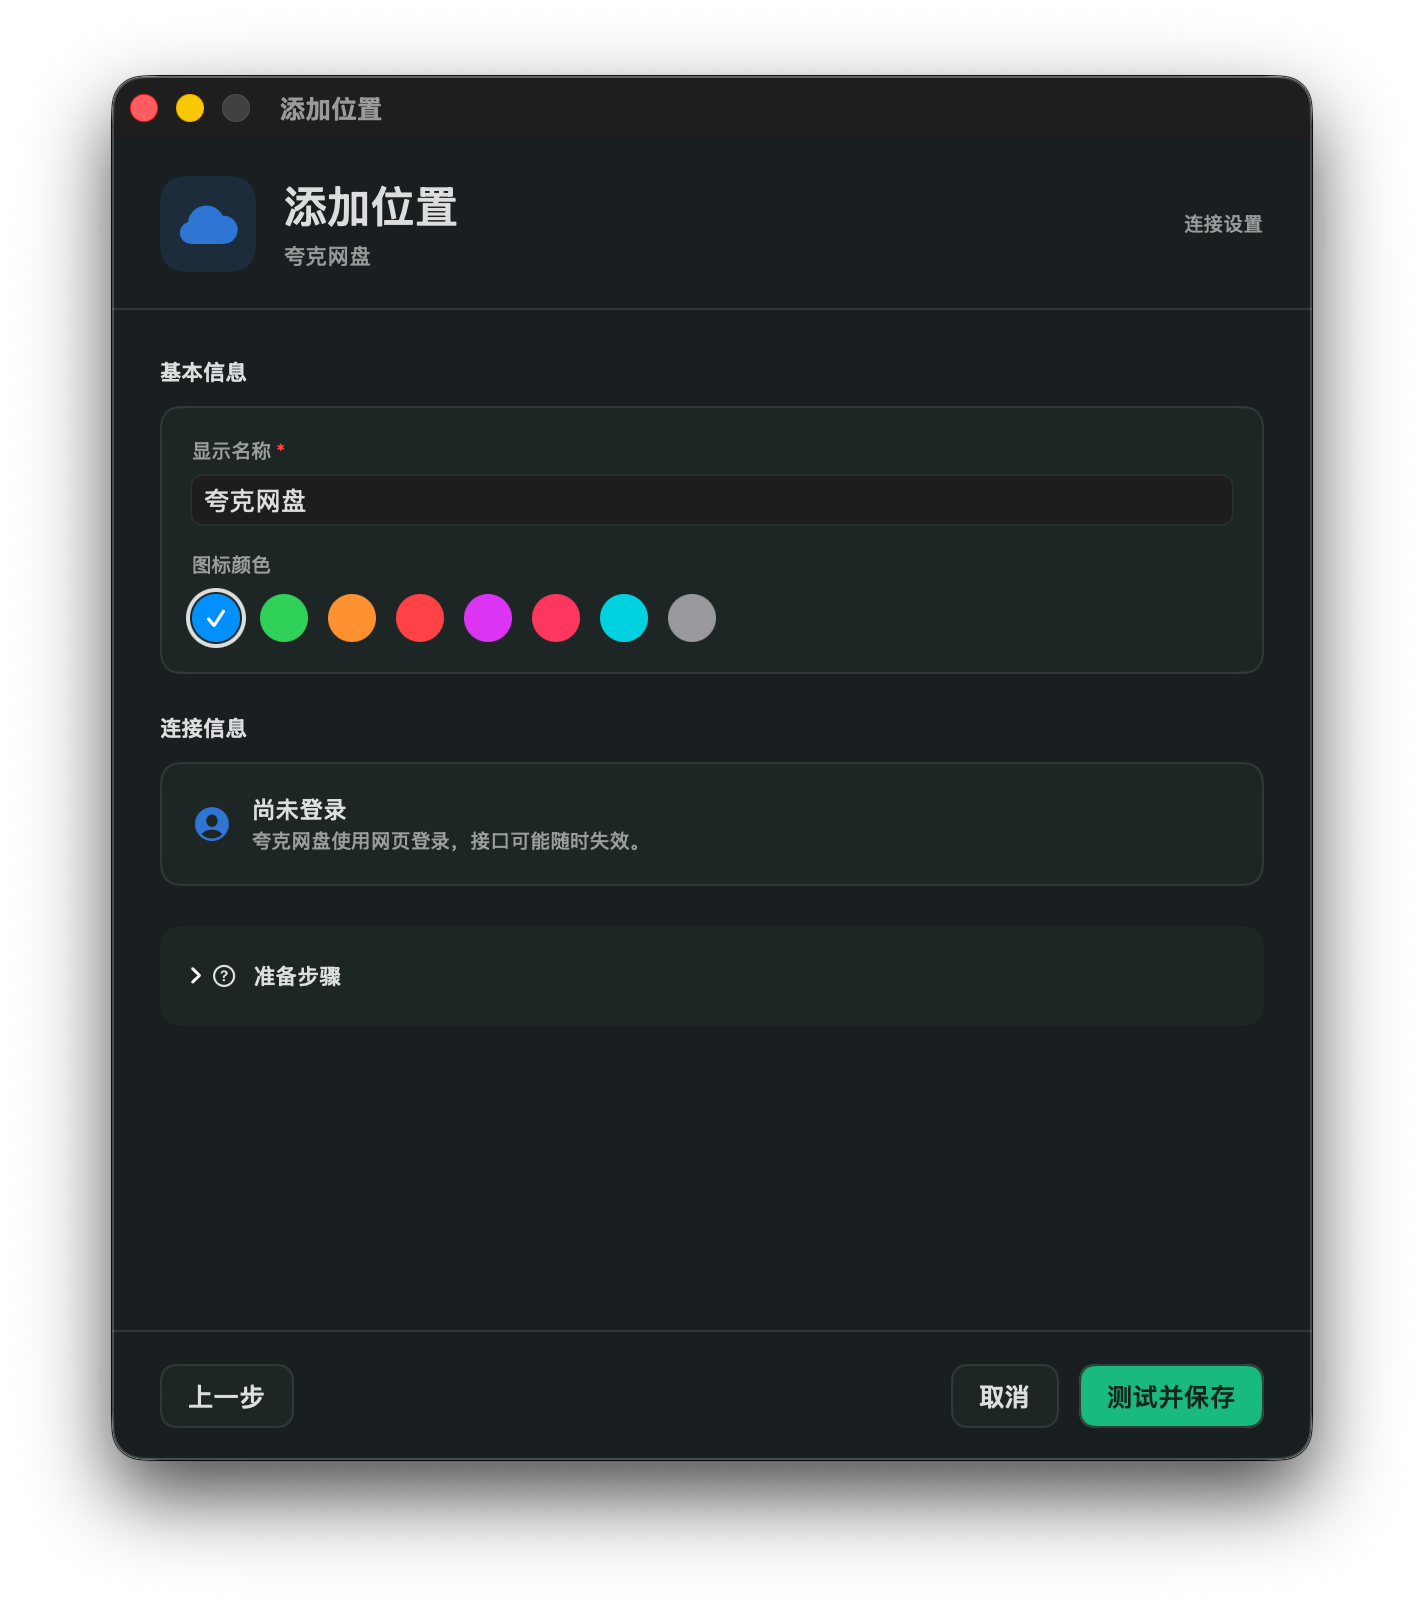 添加位置
添加位置
夸克网盘
连接设置
基本信息
显示名称 *
夸克网盘
图标颜色
连接信息
尚未登录
夸克网盘使用网页登录，接口可能随时失效。
? 准备步骤
上一步
取消
测试并保存